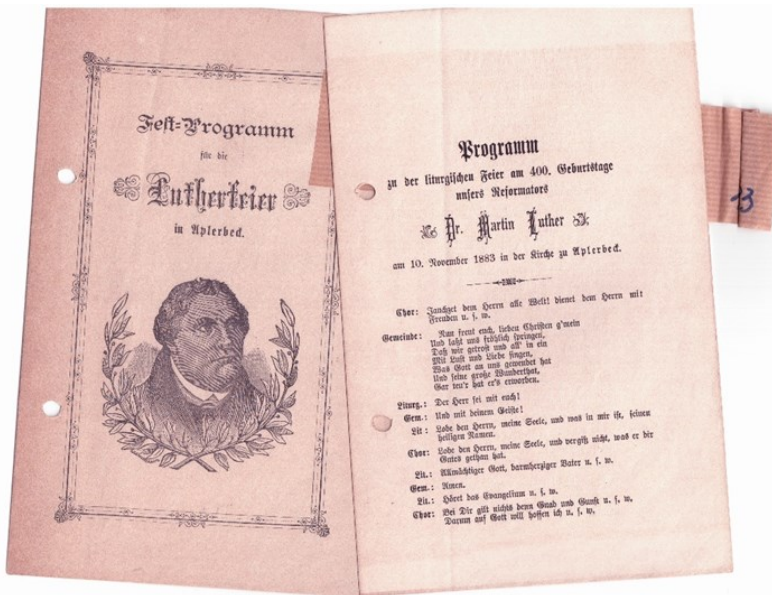 Fest-Programm
für die
Lutherfeier
in Aplerbeck.
Programm
zu der liturgischen Feier am 400. Geburtstage
unsers Reformators
Dr. Martin Luther
am 10. November 1883 in der Kirche zu Aplerbeck.
Chor: Jauchzet dem Herrn alle Welt! dienet dem Herrn mit
Freuden u. s. w.
Gemeinde: Nun freut euch, lieben Christen g'mein
Und laßt uns fröhlich springen,
Daß wir getrost und all' in ein
Mit Lust und Liebe singen,
Was Gott an uns gewendet hat
Und seine große Wunderthat,
Gar teu'r hat er's erworben.
Liturg.: Der Herr sei mit euch!
Gem.: Und mit deinem Geiste!
Lit: Lobe den Herrn, meine Seele, und was in mir ist, seinen
heiligen Namen.
Chor: Lobe den Herrn, meine Seele, und vergiß nicht, was er dir
Gutes gethan hat.
Lit.: Allmächtiger Gott, barmherziger Vater u. s. w.
Gem.: Amen.
Lit.: Höret das Evangelium u. s. w.
Chor: Bei Dir gilt nichts denn Gnad und Gunst u. s. w.
Darum auf Gott will hoffen ich u. s. w,
13